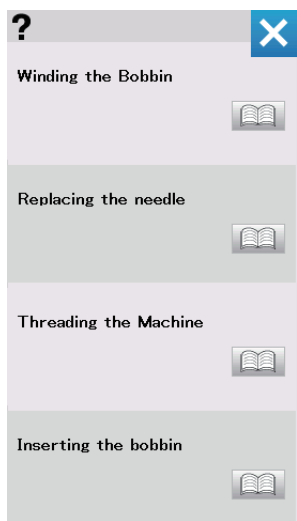 ?
Winding the Bobbin
Replacing the needle
Threading the Machine
Inserting the bobbin